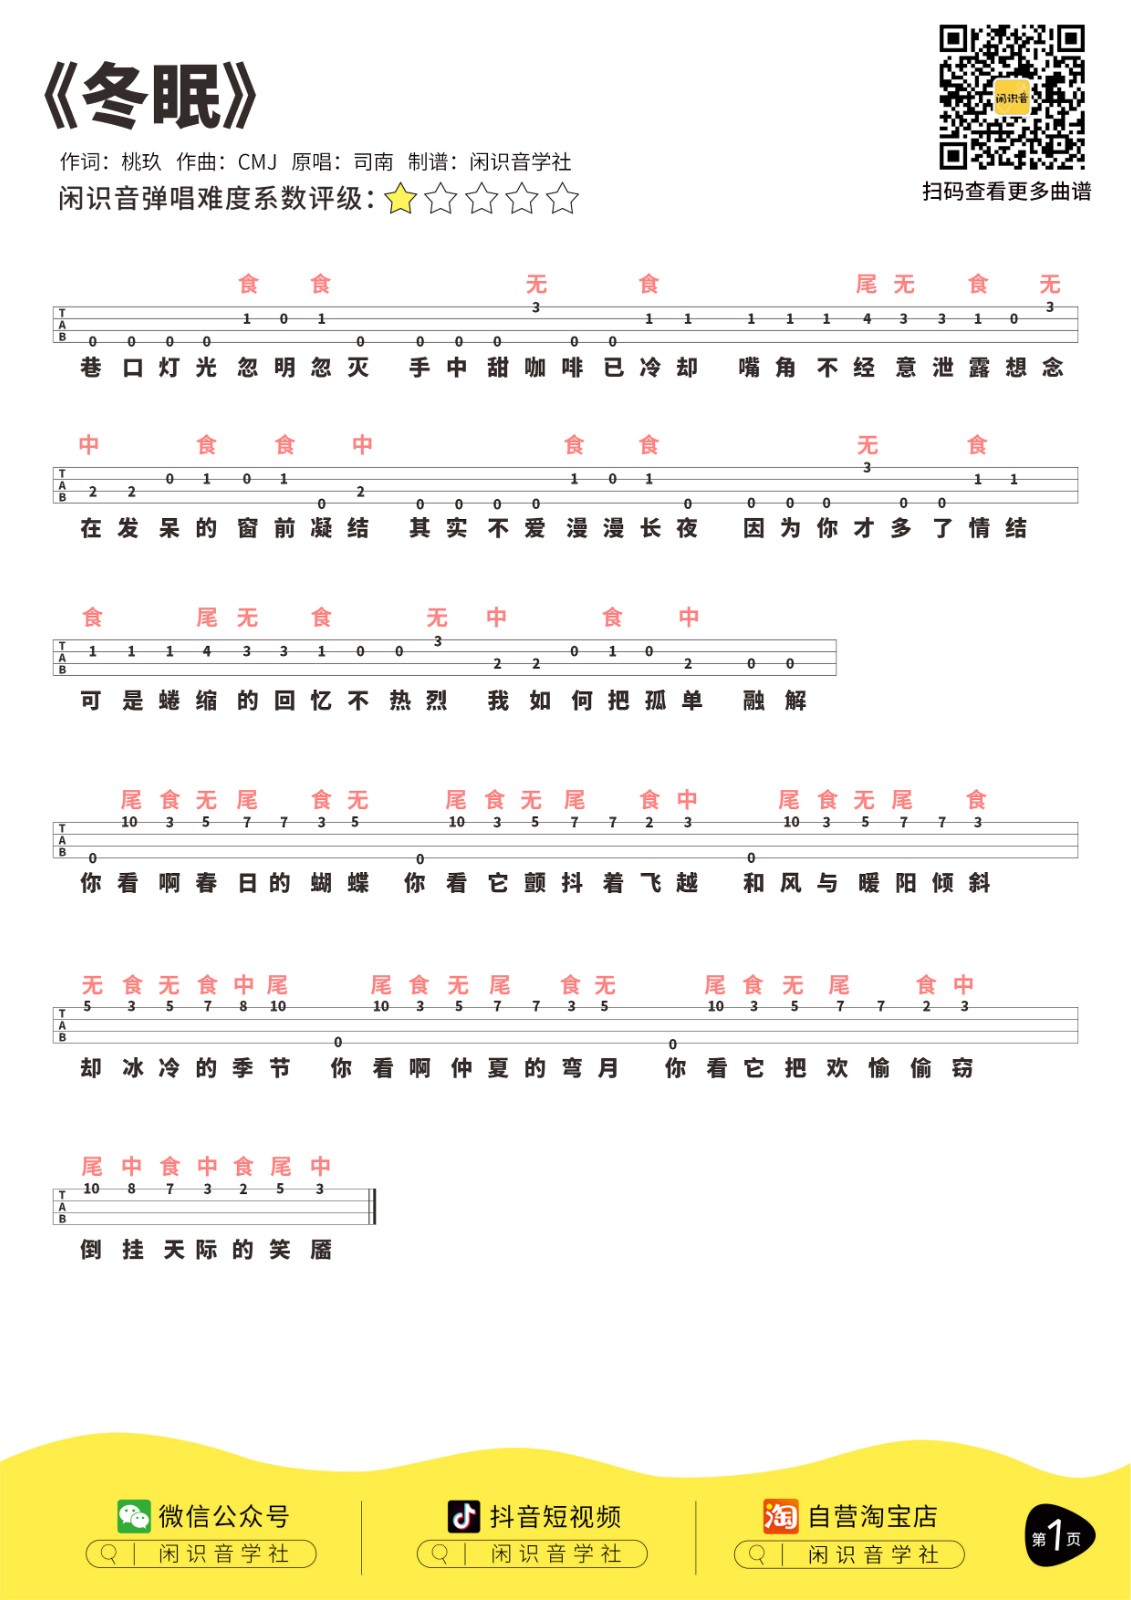 《冬眠》
闲识音
作词：桃玖 作曲：CMJ 原唱：司南 制谱：闲识音学社
扫码查看更多曲谱
闲识音弹唱难度系数评级：
食 食 无 食 尾 无 食 无
TAB 0 0 0 0 1 0 1 0 0 0 0 3 0 0 1 1 1 1 1 4 3 3 1 0 3
巷口灯光忽明忽灭 手中甜咖啡已冷却 嘴角不经意泄露想念
中 食 食 中 食 食 无 食
TAB 2 2 0 1 0 1 0 2 0 0 0 0 1 0 1 0 0 0 0 3 0 0 1 1
在发呆的窗前凝结 其实不爱漫漫长夜 因为你才多了情结
食 尾 无 食 无 中 食 中
TAB 1 1 1 4 3 3 1 0 0 3 2 2 0 1 0 2 0 0
可是蜷缩的回忆不热烈 我如何把孤单 融解
尾 食 无 尾 食 无 尾 食 无 尾 食 中 尾 食 无 尾 食
TAB 0 10 3 5 7 7 3 5 0 10 3 5 7 7 2 3 0 10 3 5 7 7 3
你看啊春日的蝴蝶 你看它颤抖着飞越 和风与暖阳倾斜
无 食 无 食 中 尾 尾 食 无 尾 食 无 尾 食 无 尾 食 中
TAB 5 3 5 7 8 10 0 10 3 5 7 7 3 5 0 10 3 5 7 7 2 3
却冰冷的季节 你看啊仲夏的弯月 你看它把欢愉偷窃
尾 中 食 中 食 尾 中
TAB 10 8 7 3 2 5 3
倒挂天际的笑靥
微信公众号 抖音短视频 淘 自营淘宝店
闲识音学社 闲识音学社 闲识音学社
第1页